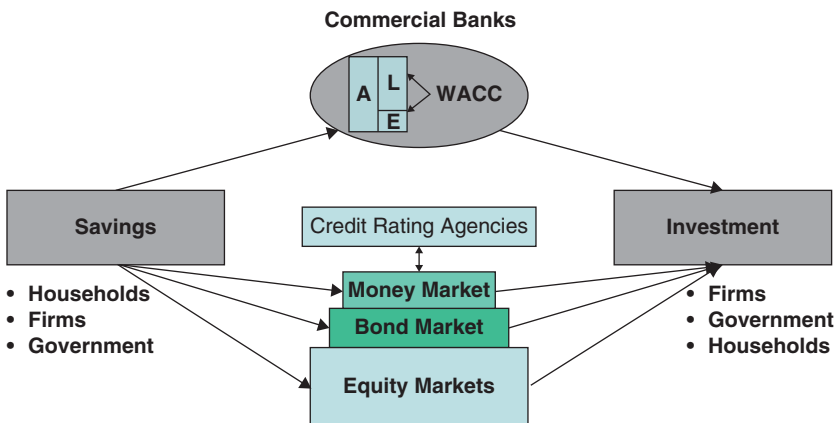 Commercial Banks
A
L
E
WACC
Savings
Credit Rating Agencies
Investment
Money Market
Bond Market
Equity Markets
• Households
• Firms
• Government
• Firms
• Government
• Households